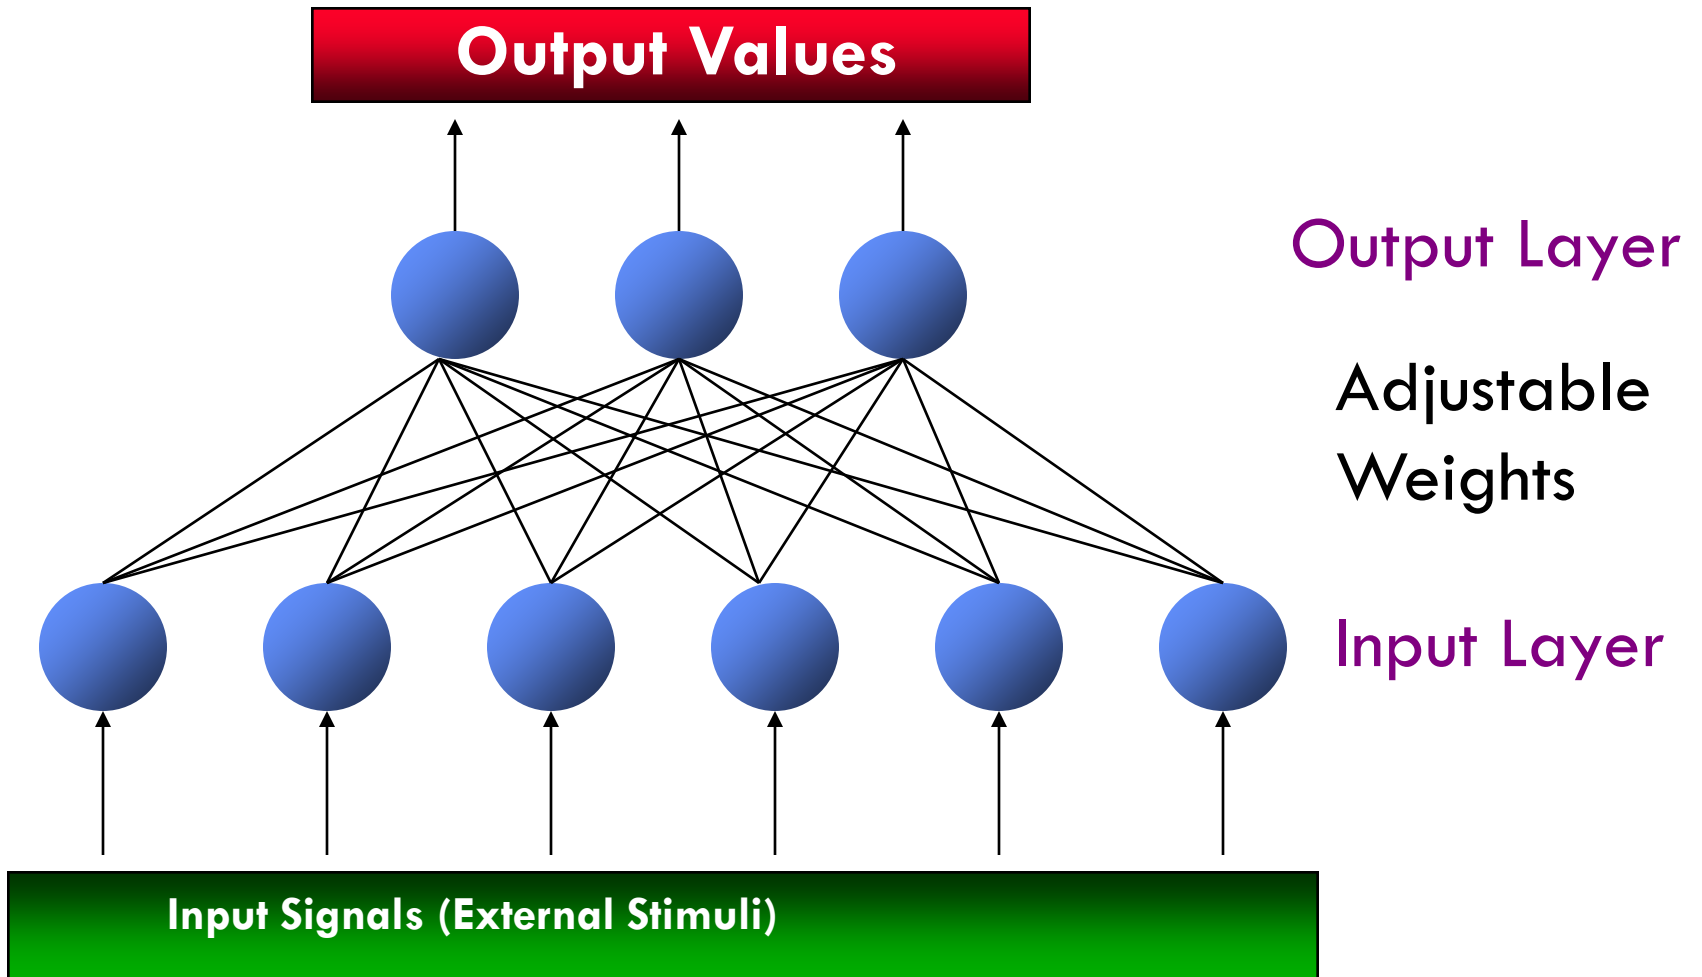 Output Values
Output Layer
Adjustable
Weights
Input Layer
Input Signals (External Stimuli)